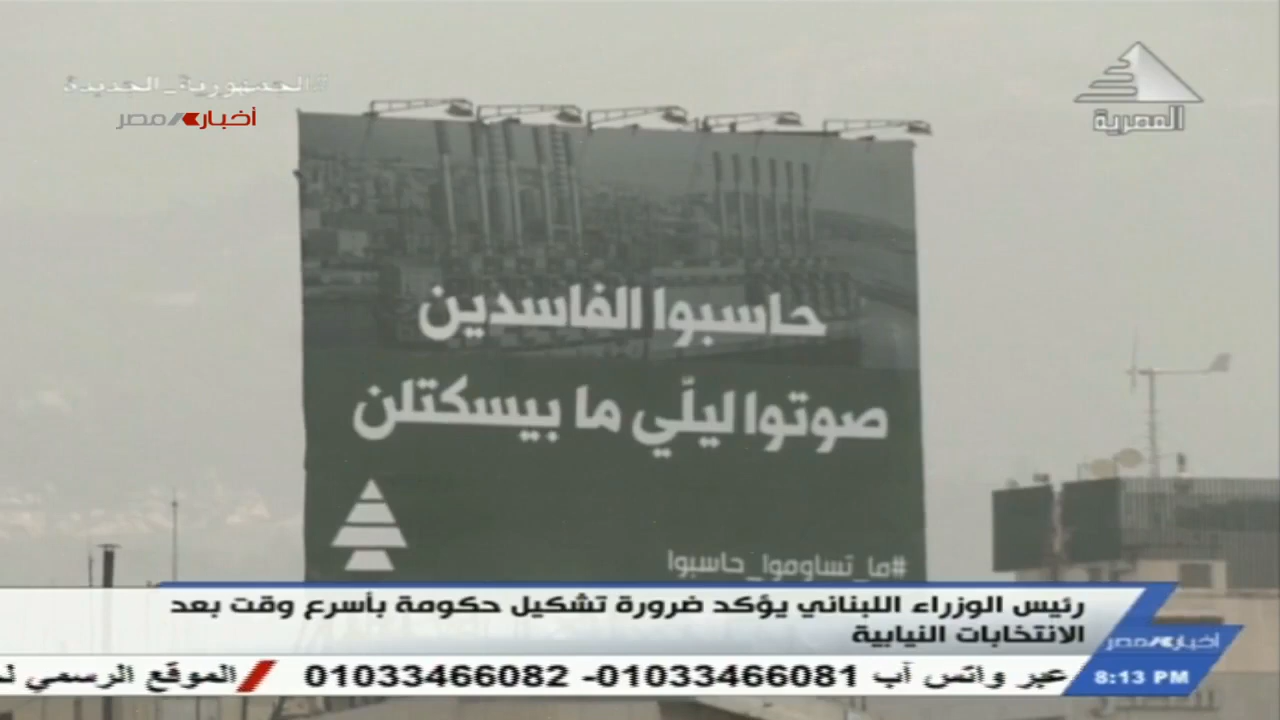 #الجمهورية_الجديدة
أخبار مصر
المصرية
حاسبوا الفاسدين
صوتوا ليلّي ما بيسكتلن
#ما_تساوموا_حاسبوا
رئيس الوزراء اللبناني يؤكد ضرورة تشكيل حكومة بأسرع وقت بعد
الانتخابات النيابية
أخبار مصر
عبر واتس آب 01033466081- 01033466082 الموقع الرسمي
8:13 PM